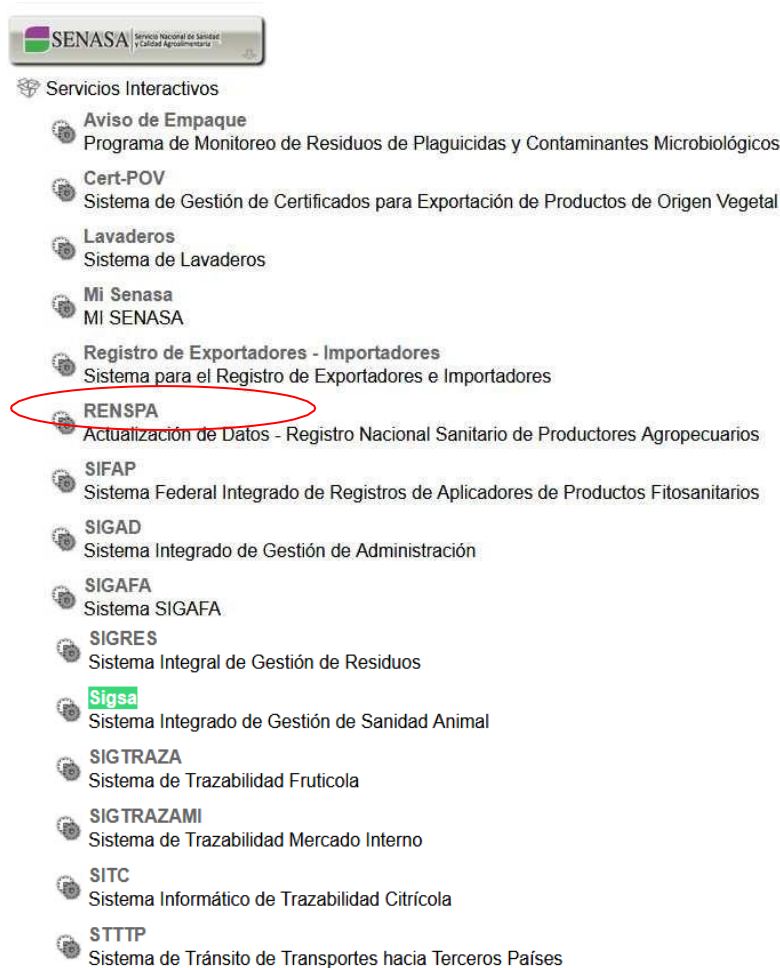 SENASA Servicio Nacional de Sanidad
y Calidad Agroalimentaria
Servicios Interactivos
Aviso de Empaque
Programa de Monitoreo de Residuos de Plaguicidas y Contaminantes Microbiológicos
Cert-POV
Sistema de Gestión de Certificados para Exportación de Productos de Origen Vegetal
Lavaderos
Sistema de Lavaderos
Mi Senasa
MI SENASA
Registro de Exportadores - Importadores
Sistema para el Registro de Exportadores e Importadores
RENSPA
Actualización de Datos - Registro Nacional Sanitario de Productores Agropecuarios
SIFAP
Sistema Federal Integrado de Registros de Aplicadores de Productos Fitosanitarios
SIGAD
Sistema Integrado de Gestión de Administración
SIGAFA
Sistema SIGAFA
SIGRES
Sistema Integral de Gestión de Residuos
Sigsa
Sistema Integrado de Gestión de Sanidad Animal
SIGTRAZA
Sistema de Trazabilidad Fruticola
SIGTRAZAMI
Sistema de Trazabilidad Mercado Interno
SITC
Sistema Informático de Trazabilidad Citrícola
STTTP
Sistema de Tránsito de Transportes hacia Terceros Países